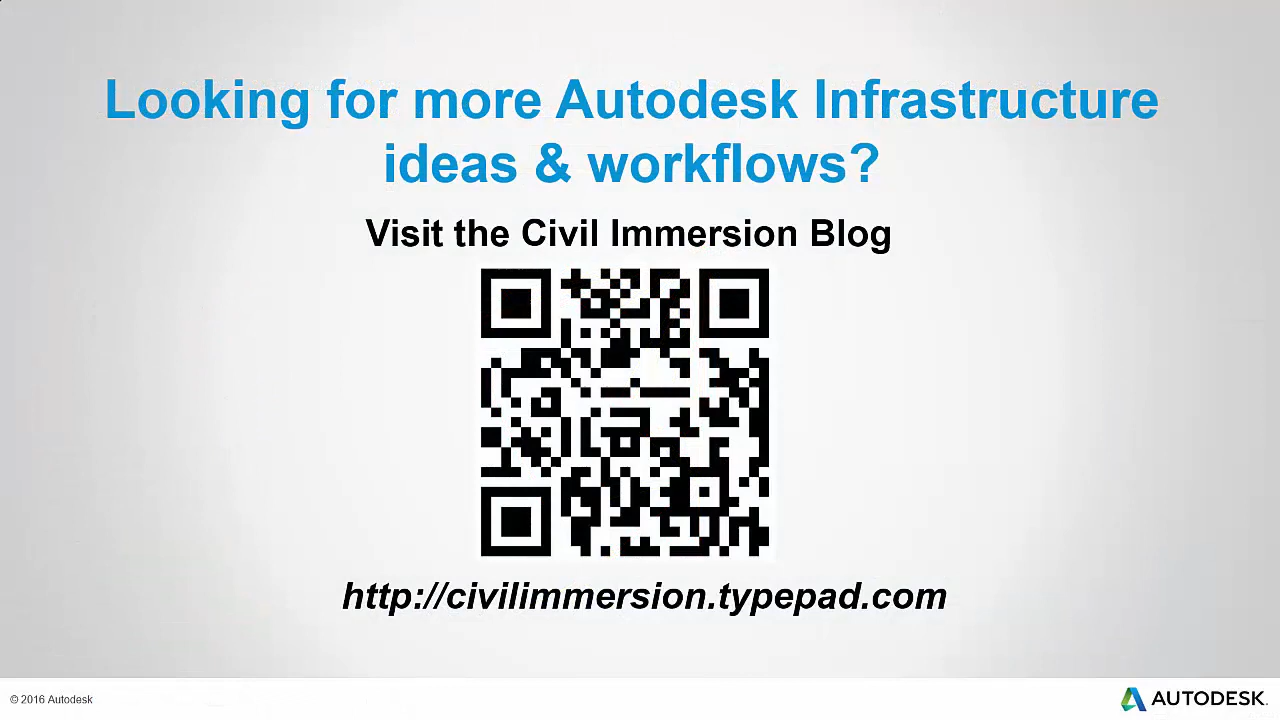 Looking for more Autodesk Infrastructure
ideas & workflows?
Visit the Civil Immersion Blog
http://civilimmersion.typepad.com
© 2016 Autodesk
AUTODESK.